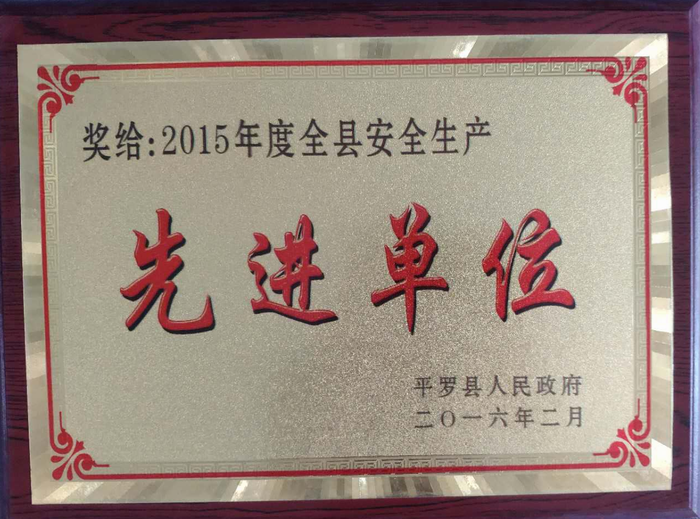 奖给:2015年度全县安全生产
先进单位
平罗县人民政府
二〇一六年二月